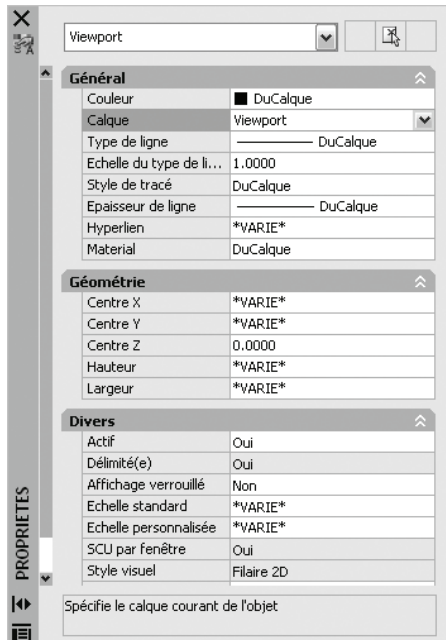 Viewport
Général
Couleur DuCalque
Calque Viewport
Type de ligne DuCalque
Echelle du type de li... 1.0000
Style de tracé DuCalque
Epaisseur de ligne DuCalque
Hyperlien *VARIE*
Material DuCalque
Géométrie
Centre X *VARIE*
Centre Y *VARIE*
Centre Z 0.0000
Hauteur *VARIE*
Largeur *VARIE*
Divers
Actif Oui
Délimité(e) Oui
Affichage verrouillé Non
Echelle standard *VARIE*
Echelle personnalisée *VARIE*
SCU par fenêtre Oui
Style visuel Filaire 2D
Spécifie le calque courant de l'objet
PROPRIETES